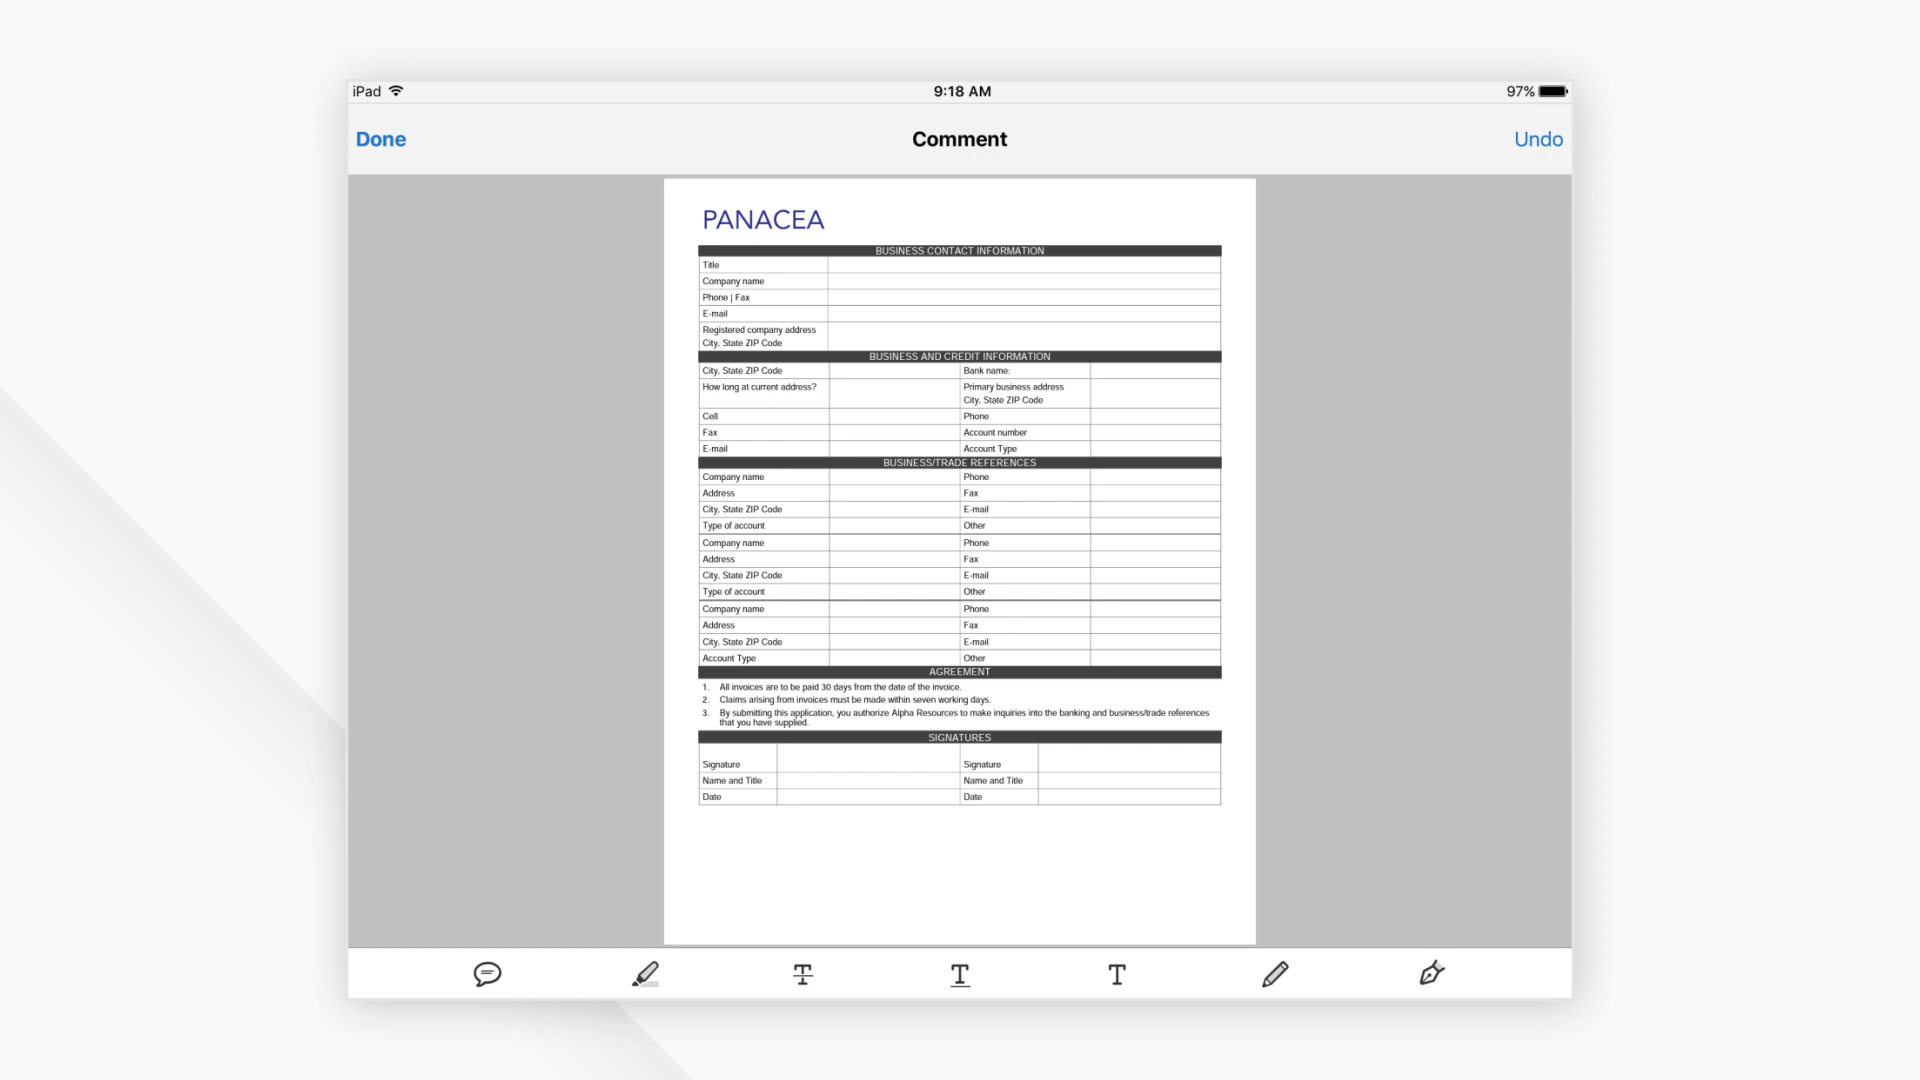 iPad 9:18 AM 97%
Done Comment Undo
PANACEA
BUSINESS CONTACT INFORMATION
Title
Company name
Phone | Fax
E-mail
Registered company address
City, State ZIP Code
BUSINESS AND CREDIT INFORMATION
City, State ZIP Code Bank name:
How long at current address? Primary business address
City, State ZIP Code
Cell Phone
Fax Account number
E-mail Account Type
BUSINESS/TRADE REFERENCES
Company name Phone
Address Fax
City, State ZIP Code E-mail
Type of account Other
Company name Phone
Address Fax
City, State ZIP Code E-mail
Type of account Other
Company name Phone
Address Fax
City, State ZIP Code E-mail
Account Type Other
AGREEMENT
1. All invoices are to be paid 30 days from the date of the invoice.
2. Claims arising from invoices must be made within seven working days.
3. By submitting this application, you authorize Alpha Resources to make inquiries into the banking and business/trade references
that you have supplied.
SIGNATURES
Signature Signature
Name and Title Name and Title
Date Date